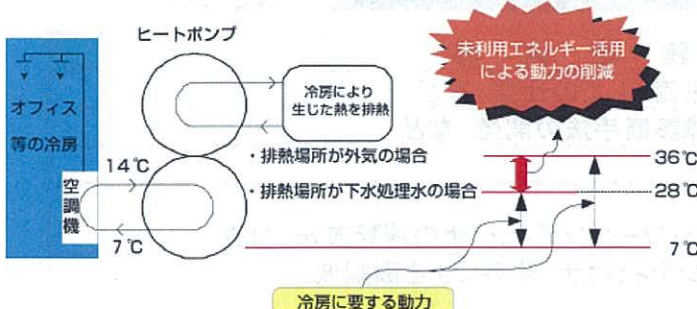 ヒートポンプ
オフィス
等の冷房
空調機
14℃
7℃
冷房により
生じた熱を排熱
未利用エネルギー活用
による動力の削減
・排熱場所が外気の場合
36℃
・排熱場所が下水処理水の場合
28℃
7℃
冷房に要する動力